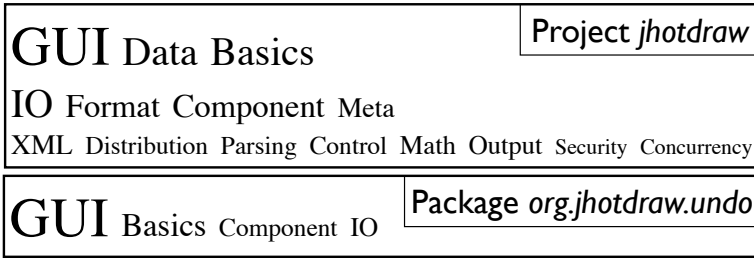 Project jhotdraw
GUI Data Basics
IO Format Component Meta
XML Distribution Parsing Control Math Output Security Concurrency
Package org.jhotdraw.undo
GUI Basics Component IO